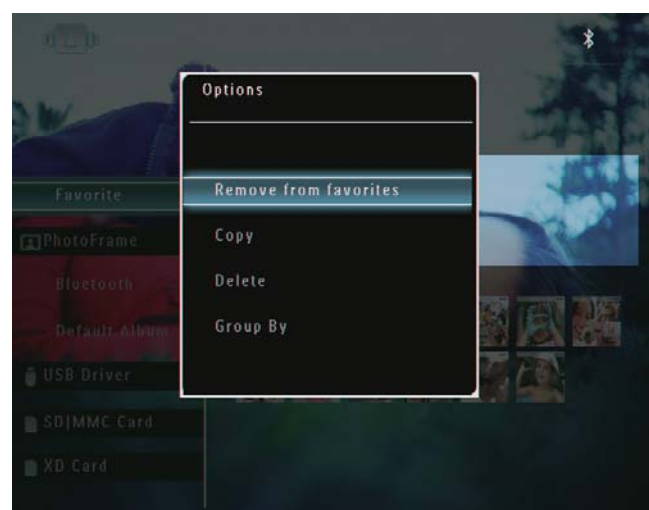 Options
Remove from favorites
Copy
Delete
Group By
Favorite
PhotoFrame
Bluetooth
Default Album
USB Driver
SD|MMC Card
XD Card